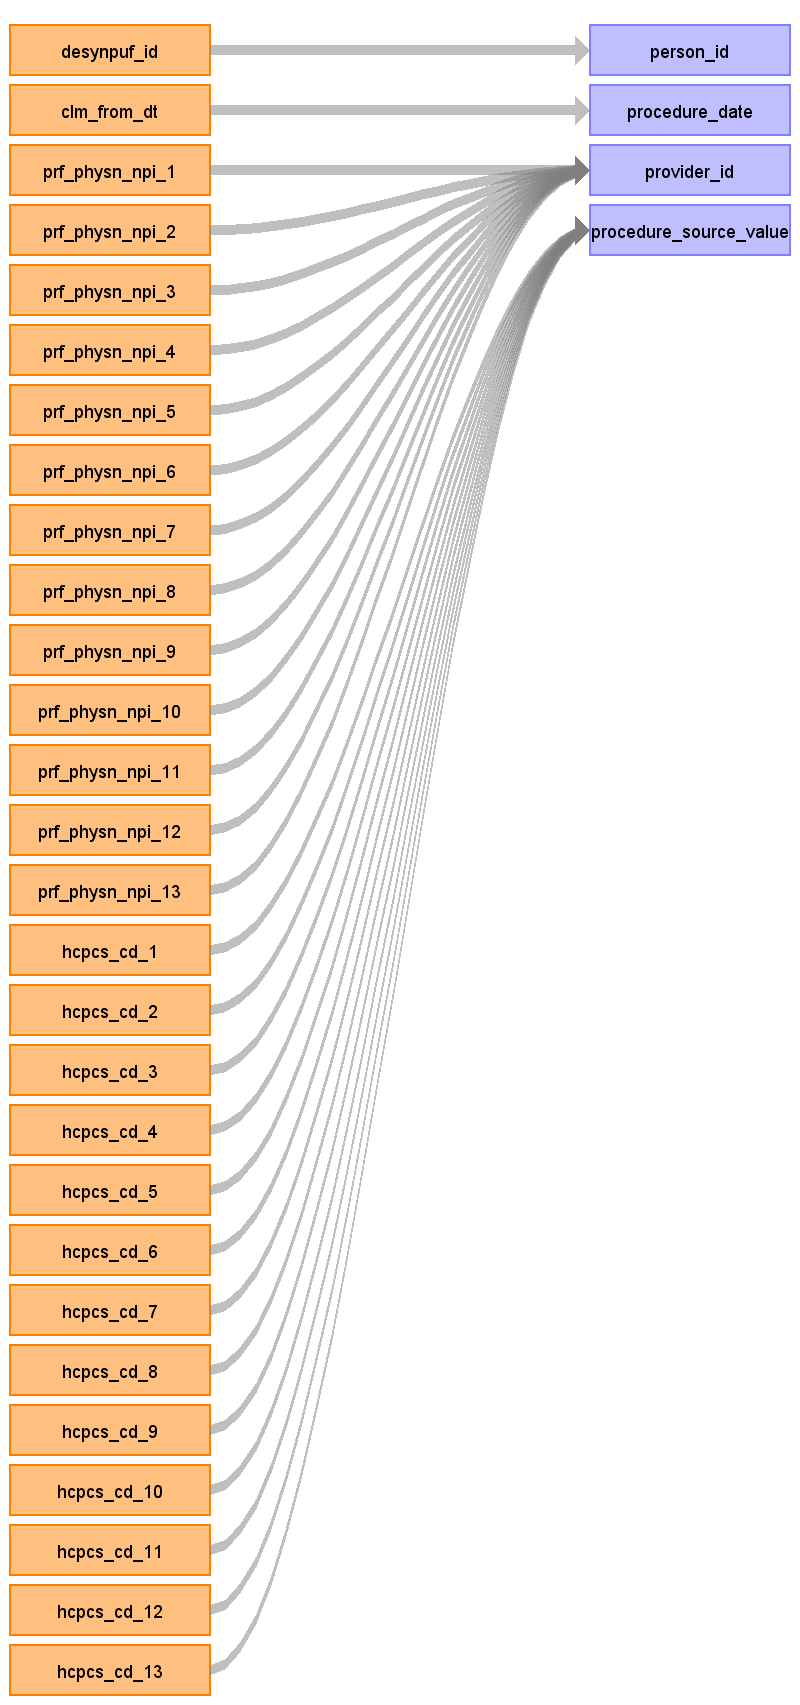 desynpuf_id
person_id
clm_from_dt
procedure_date
prf_physn_npi_1
provider_id
prf_physn_npi_2
procedure_source_value
prf_physn_npi_3
prf_physn_npi_4
prf_physn_npi_5
prf_physn_npi_6
prf_physn_npi_7
prf_physn_npi_8
prf_physn_npi_9
prf_physn_npi_10
prf_physn_npi_11
prf_physn_npi_12
prf_physn_npi_13
hcpcs_cd_1
hcpcs_cd_2
hcpcs_cd_3
hcpcs_cd_4
hcpcs_cd_5
hcpcs_cd_6
hcpcs_cd_7
hcpcs_cd_8
hcpcs_cd_9
hcpcs_cd_10
hcpcs_cd_11
hcpcs_cd_12
hcpcs_cd_13